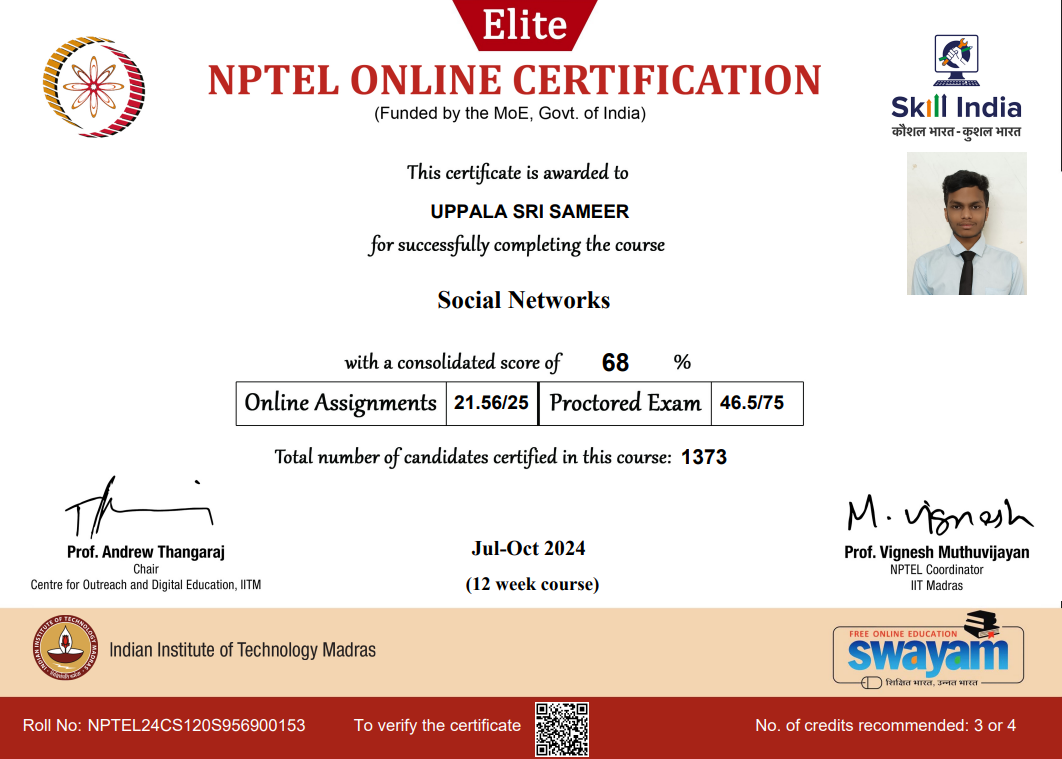 Elite
NPTEL ONLINE CERTIFICATION
(Funded by the MoE, Govt. of India)
Skill India
कौशल भारत - कुशल भारत
This certificate is awarded to
UPPALA SRI SAMEER
for successfully completing the course
Social Networks
with a consolidated score of 68 %
Online Assignments 21.56/25 Proctored Exam 46.5/75
Total number of candidates certified in this course: 1373
M. Vignesh
Prof. Andrew Thangaraj
Chair
Centre for Outreach and Digital Education, IITM
Jul-Oct 2024
(12 week course)
Prof. Vignesh Muthuvijayan
NPTEL Coordinator
IIT Madras
INDIAN INSTITUTE OF TECHNOLOGY MADRAS
Indian Institute of Technology Madras
FREE ONLINE EDUCATION
swayam
शिक्षित भारत, उन्नत भारत
Roll No: NPTEL24CS120S956900153
To verify the certificate
No. of credits recommended: 3 or 4